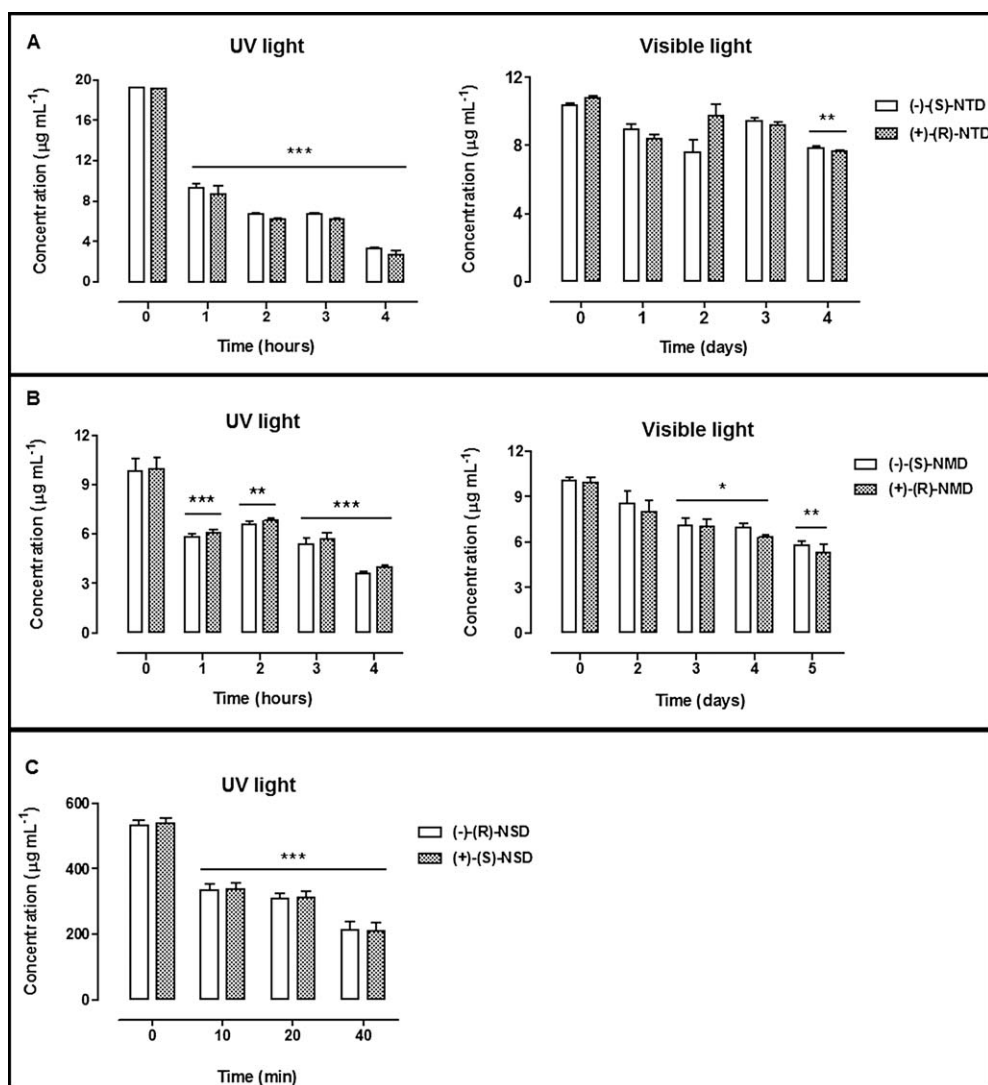 A
UV light
Concentration (µg mL⁻¹)
20
16
12
8
4
0
***
0 1 2 3 4
Time (hours)
Visible light
Concentration (µg mL⁻¹)
12
8
4
0
**
0 1 2 3 4
Time (days)
(-)-(S)-NTD
(+)-(R)-NTD
B
UV light
Concentration (µg mL⁻¹)
12
9
6
3
0
*** ** ***
0 1 2 3 4
Time (hours)
Visible light
Concentration (µg mL⁻¹)
12
9
6
3
0
* **
0 2 3 4 5
Time (days)
(-)-(S)-NMD
(+)-(R)-NMD
C
UV light
Concentration (µg mL⁻¹)
600
400
200
0
***
0 10 20 40
Time (min)
(-)-(R)-NSD
(+)-(S)-NSD